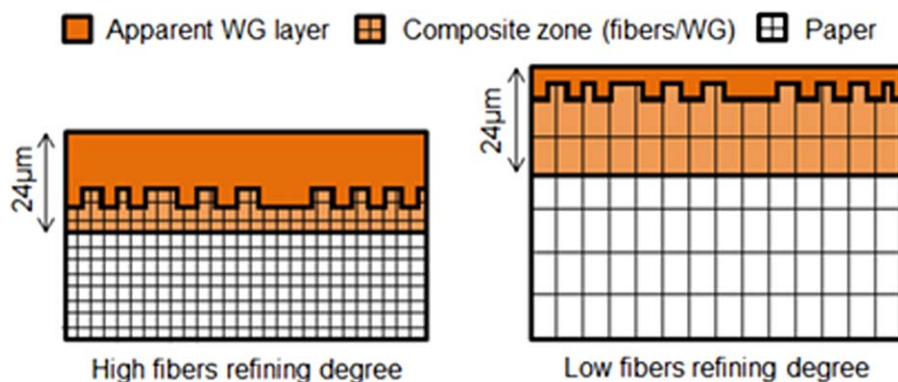 Apparent WG layer Composite zone (fibers/WG) Paper
24µm
24µm
High fibers refining degree
Low fibers refining degree